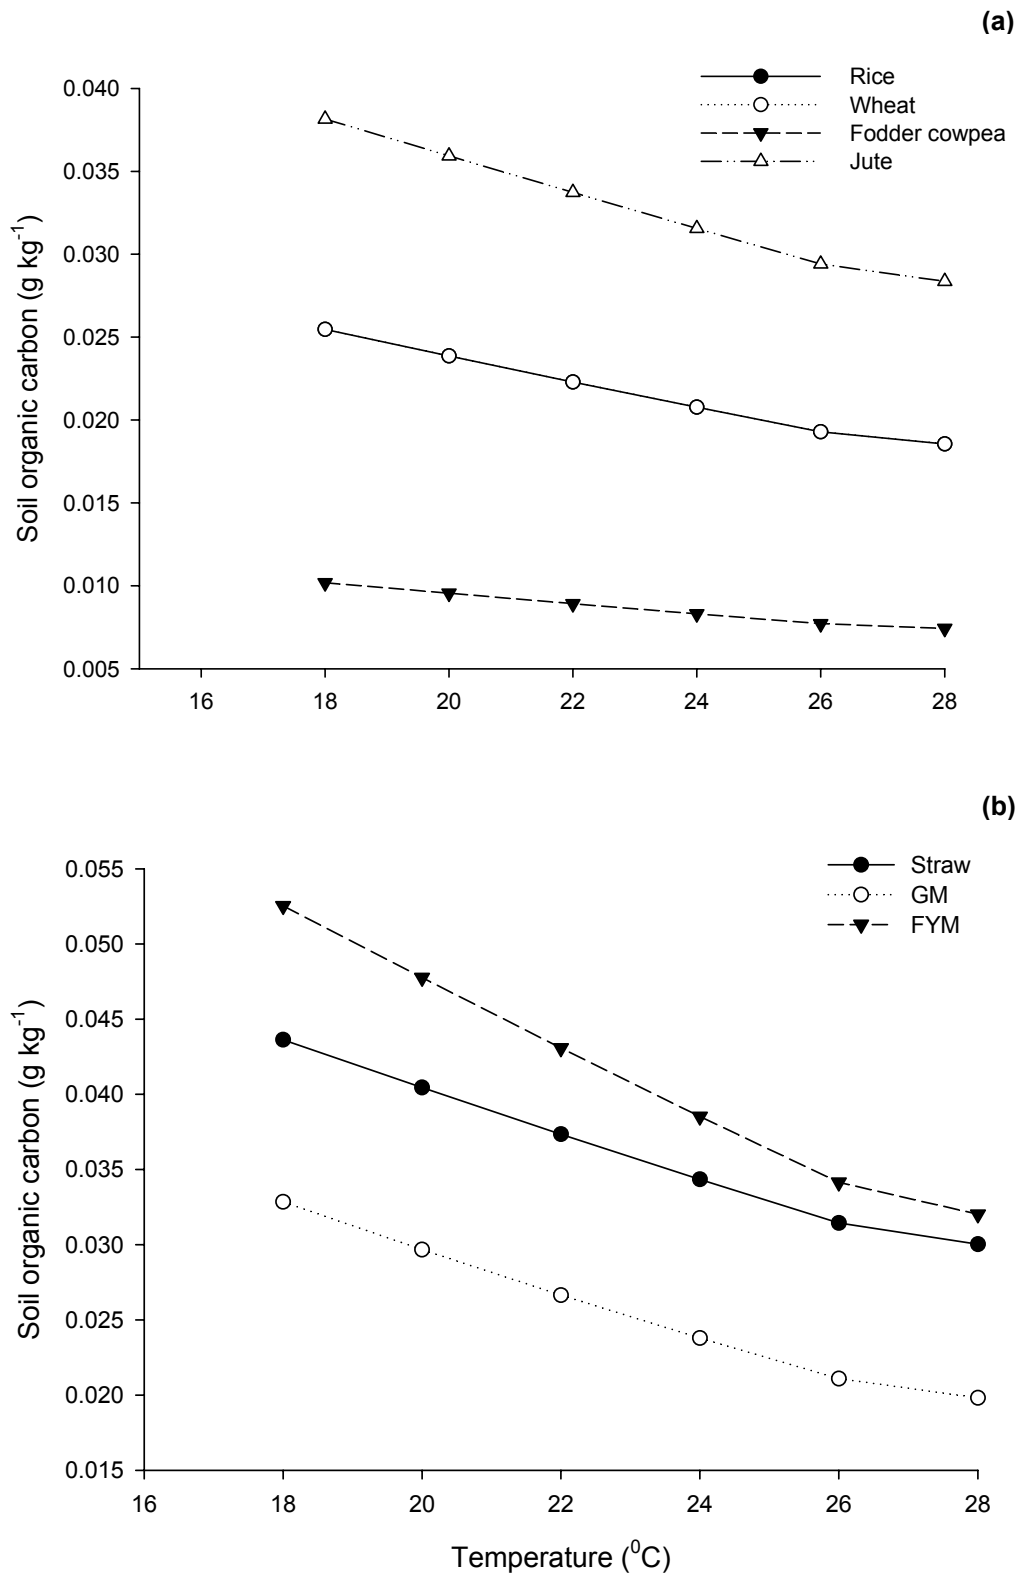 (a)
Rice
Wheat
Fodder cowpea
Jute
0.040
0.035
0.030
0.025
0.020
0.015
0.010
0.005
Soil organic carbon (g kg-1)
16 18 20 22 24 26 28
(b)
Straw
GM
FYM
0.055
0.050
0.045
0.040
0.035
0.030
0.025
0.020
0.015
Soil organic carbon (g kg-1)
16 18 20 22 24 26 28
Temperature (0C)